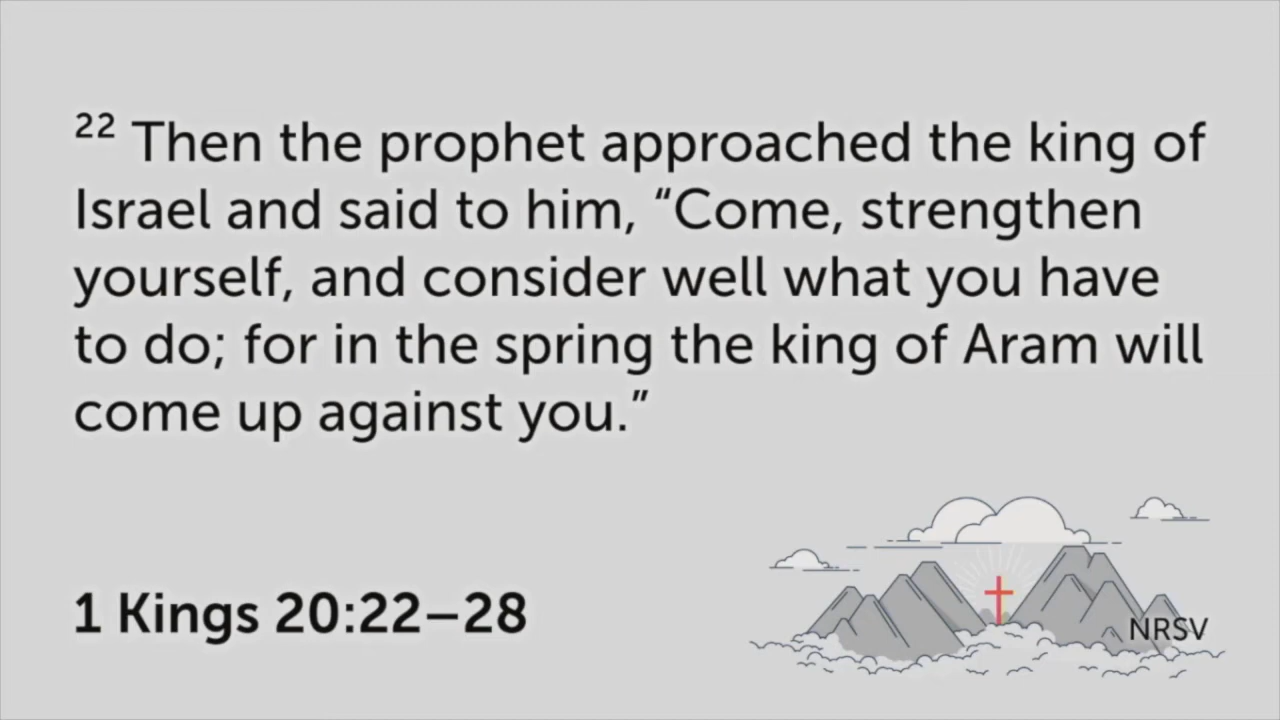 22 Then the prophet approached the king of
Israel and said to him, “Come, strengthen
yourself, and consider well what you have
to do; for in the spring the king of Aram will
come up against you.”
1 Kings 20:22–28
NRSV